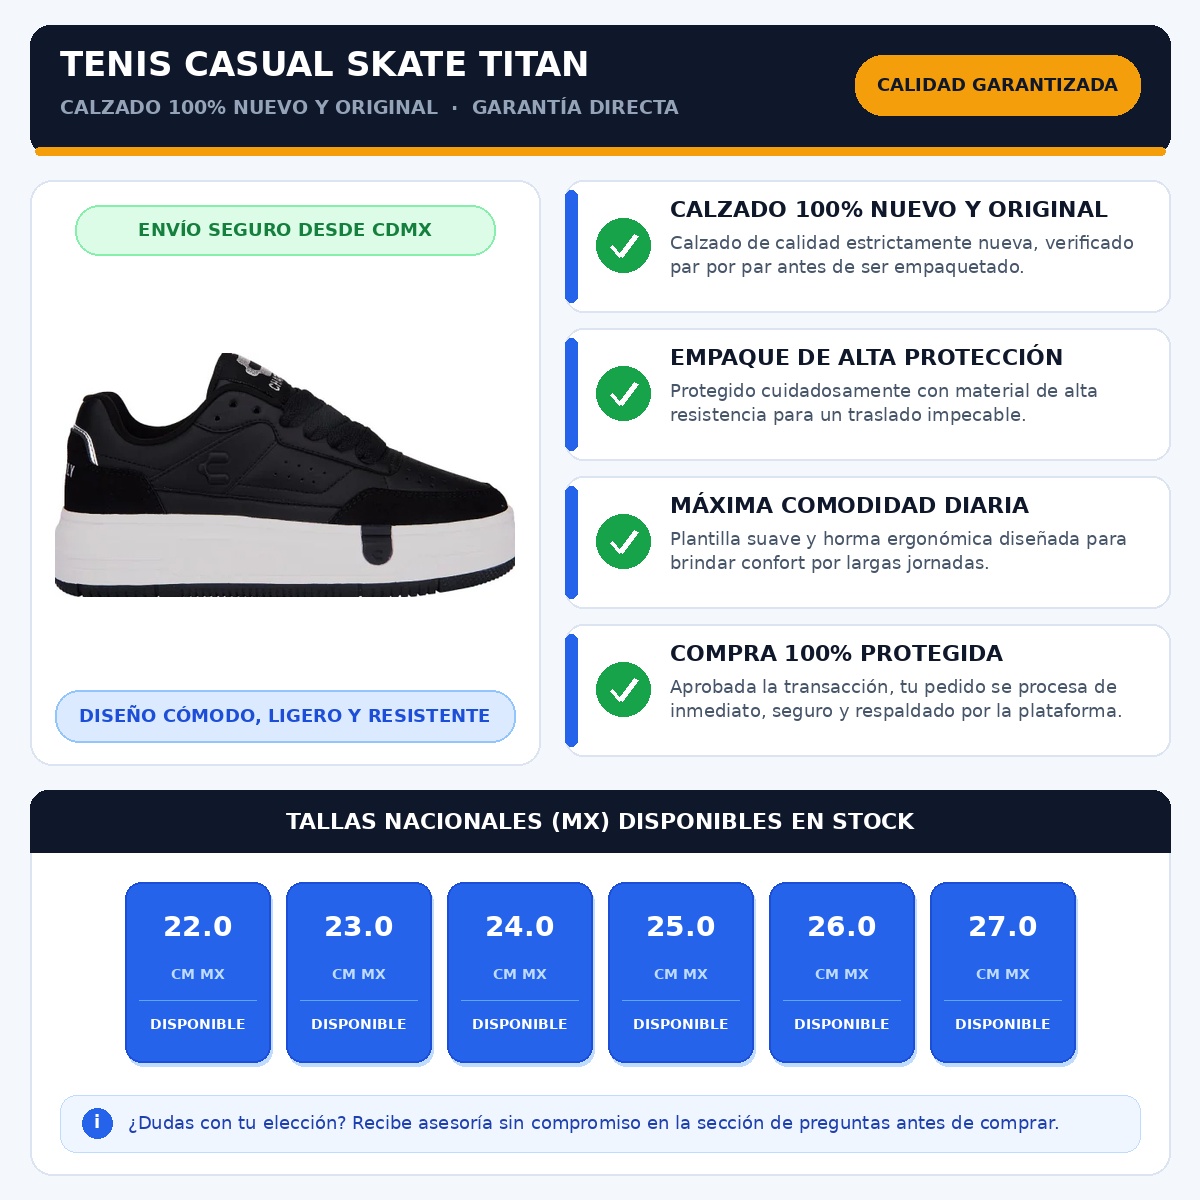 TENIS CASUAL SKATE TITAN
CALZADO 100% NUEVO Y ORIGINAL · GARANTÍA DIRECTA
CALIDAD GARANTIZADA
ENVÍO SEGURO DESDE CDMX
DISEÑO CÓMODO, LIGERO Y RESISTENTE
CALZADO 100% NUEVO Y ORIGINAL
Calzado de calidad estrictamente nueva, verificado
par por par antes de ser empaquetado.
EMPAQUE DE ALTA PROTECCIÓN
Protegido cuidadosamente con material de alta
resistencia para un traslado impecable.
MÁXIMA COMODIDAD DIARIA
Plantilla suave y horma ergonómica diseñada para
brindar confort por largas jornadas.
COMPRA 100% PROTEGIDA
Aprobada la transacción, tu pedido se procesa de
inmediato, seguro y respaldado por la plataforma.
TALLAS NACIONALES (MX) DISPONIBLES EN STOCK
22.0
CM MX
DISPONIBLE
23.0
CM MX
DISPONIBLE
24.0
CM MX
DISPONIBLE
25.0
CM MX
DISPONIBLE
26.0
CM MX
DISPONIBLE
27.0
CM MX
DISPONIBLE
i ¿Dudas con tu elección? Recibe asesoría sin compromiso en la sección de preguntas antes de comprar.